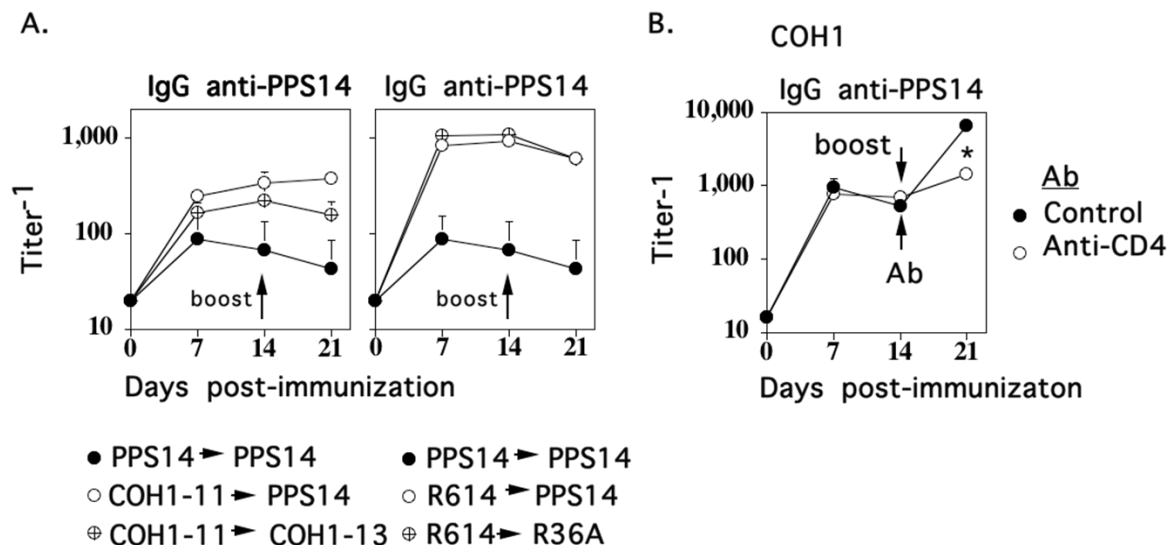 A.
IgG anti-PPS14
IgG anti-PPS14
Titer-1
1,000
100
10
boost
boost
0 7 14 21
0 7 14 21
Days post-immunization
PPS14 PPS14
COH1-11 PPS14
COH1-11 COH1-13
PPS14 PPS14
R614 PPS14
R614 R36A
B.
COH1
IgG anti-PPS14
Titer-1
10,000
1,000
100
10
boost
*
Ab
0 7 14 21
Days post-immunizaton
Ab
Control
Anti-CD4